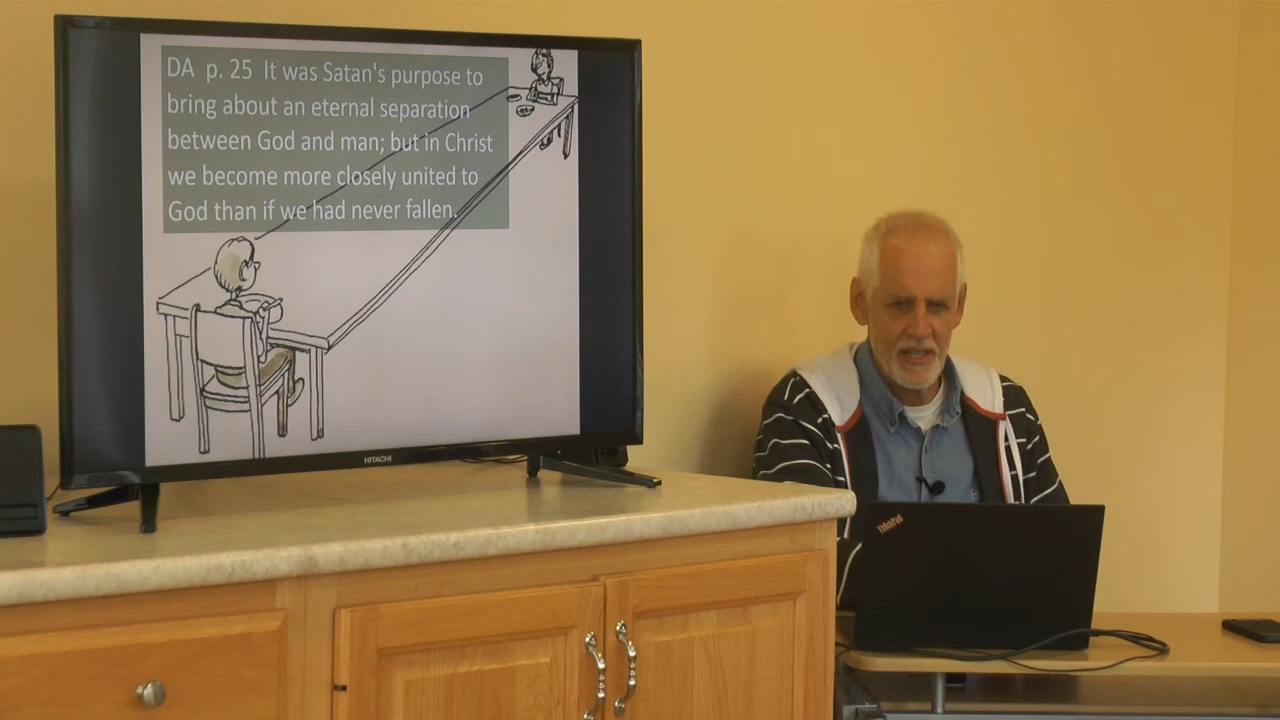 DA p. 25 It was Satan's purpose to
bring about an eternal separation
between God and man; but in Christ
we become more closely united to
God than if we had never fallen.
HITACHI
ThinkPad